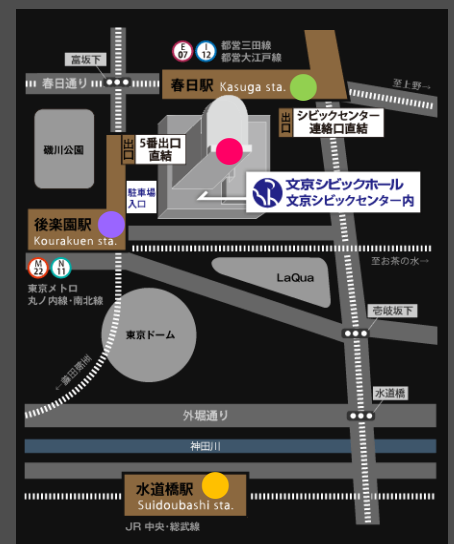 E 07
I 12
都営三田線
都営大江戸線
富坂下
春日通り
春日駅 Kasuga sta.
至上野→
出口
シビックセンター
連絡口直結
出口
5番出口
直結
礒川公園
駐車場
入口
文京シビックホール
文京シビックセンター内
後楽園駅
Kourakuen sta.
M 22
N 11
東京メトロ
丸ノ内線・南北線
至お茶の水→
LaQua
東京ドーム
壱岐坂下
←至飯田橋
水道橋
外堀通り
神田川
水道橋駅
Suidoubashi sta.
JR 中央・総武線